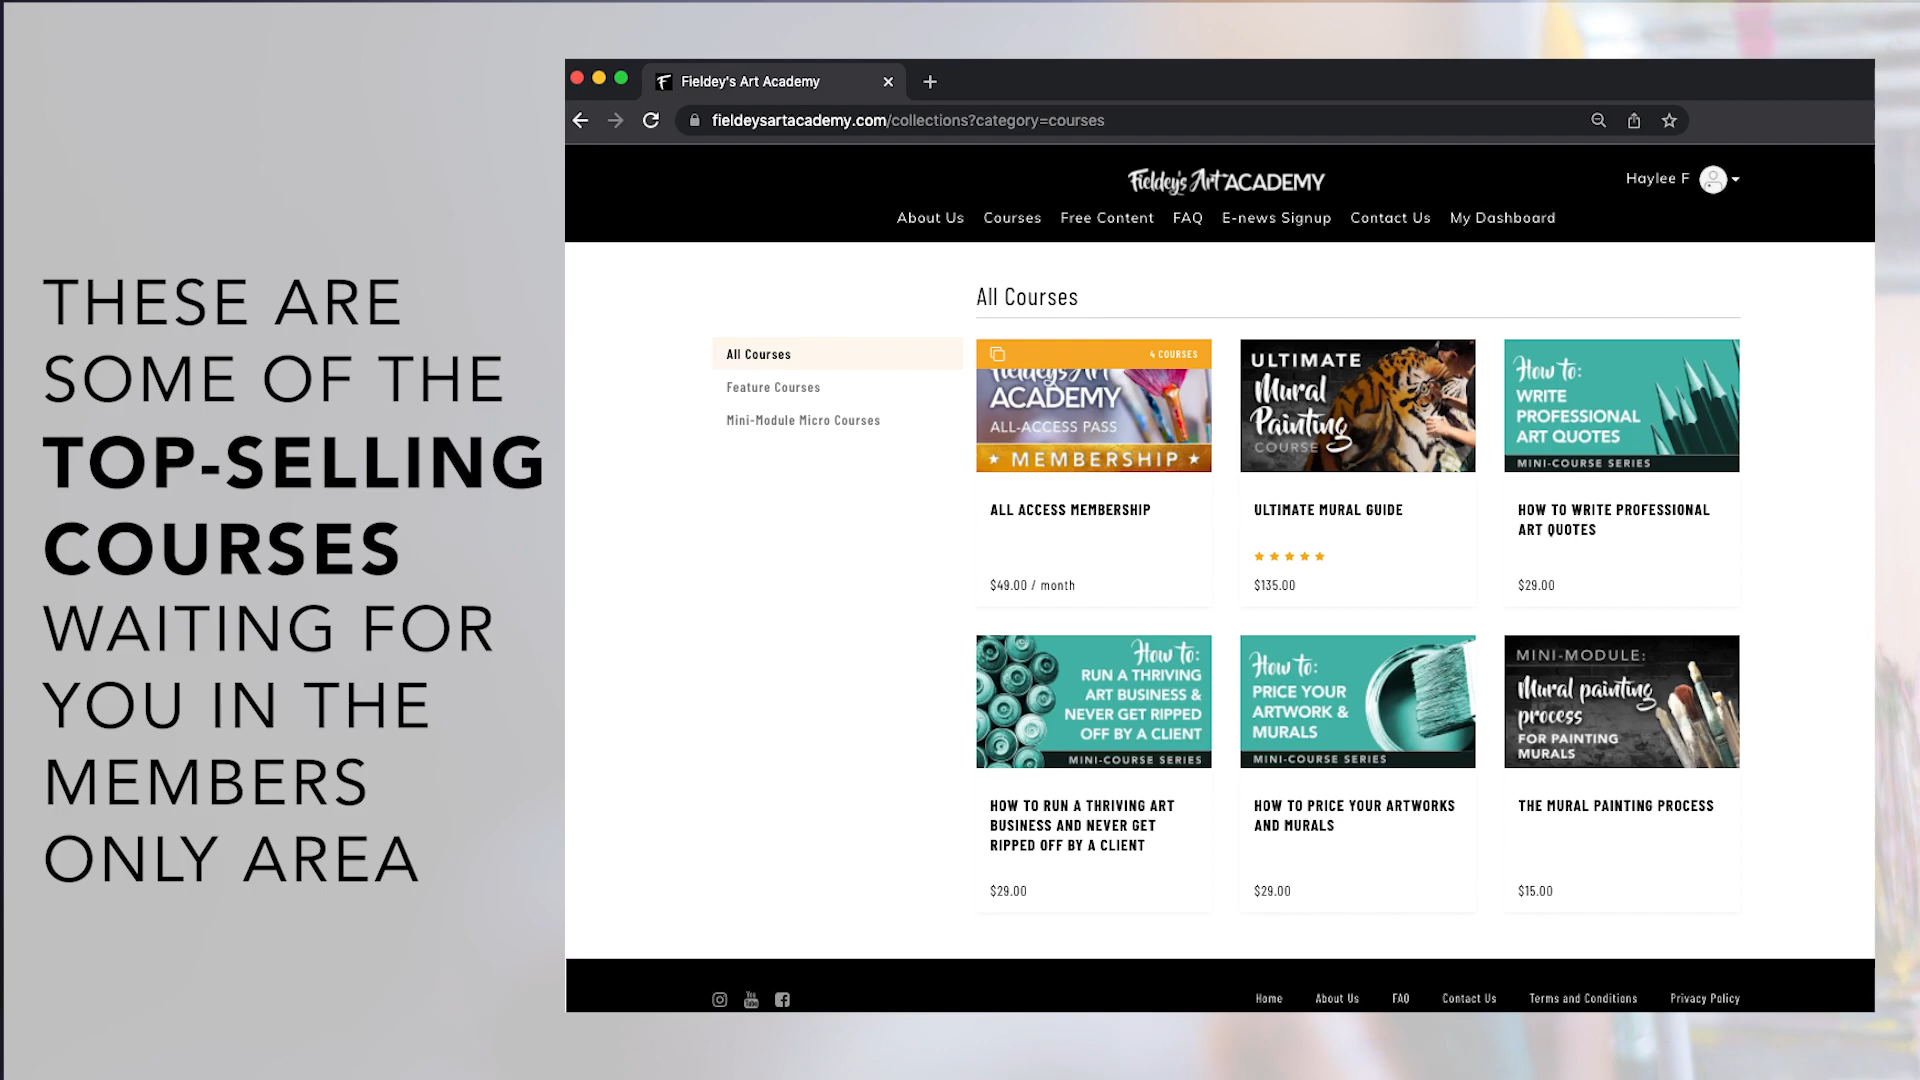 THESE ARE
SOME OF THE
TOP-SELLING
COURSES
WAITING FOR
YOU IN THE
MEMBERS
ONLY AREA
Fieldey's Art Academy
fieldeysartacademy.com/collections?category=courses
Fieldey's Art ACADEMY
Haylee F
About Us Courses Free Content FAQ E-news Signup Contact Us My Dashboard
All Courses
All Courses
Feature Courses
Mini-Module Micro Courses
4 COURSES
Fieldey's Art
ACADEMY
ALL-ACCESS PASS
MEMBERSHIP
ALL ACCESS MEMBERSHIP
$49.00 / month
ULTIMATE
Mural
Painting
COURSE
ULTIMATE MURAL GUIDE
$135.00
How to:
WRITE
PROFESSIONAL
ART QUOTES
MINI-COURSE SERIES
HOW TO WRITE PROFESSIONAL
ART QUOTES
$29.00
How to:
RUN A THRIVING
ART BUSINESS &
NEVER GET RIPPED
OFF BY A CLIENT
MINI-COURSE SERIES
HOW TO RUN A THRIVING ART
BUSINESS AND NEVER GET
RIPPED OFF BY A CLIENT
$29.00
How to:
PRICE YOUR
ARTWORK &
MURALS
MINI-COURSE SERIES
HOW TO PRICE YOUR ARTWORKS
AND MURALS
$29.00
MINI-MODULE:
Mural painting
process
FOR PAINTING
MURALS
THE MURAL PAINTING PROCESS
$15.00
You
Tube
Home About Us FAQ Contact Us Terms and Conditions Privacy Policy